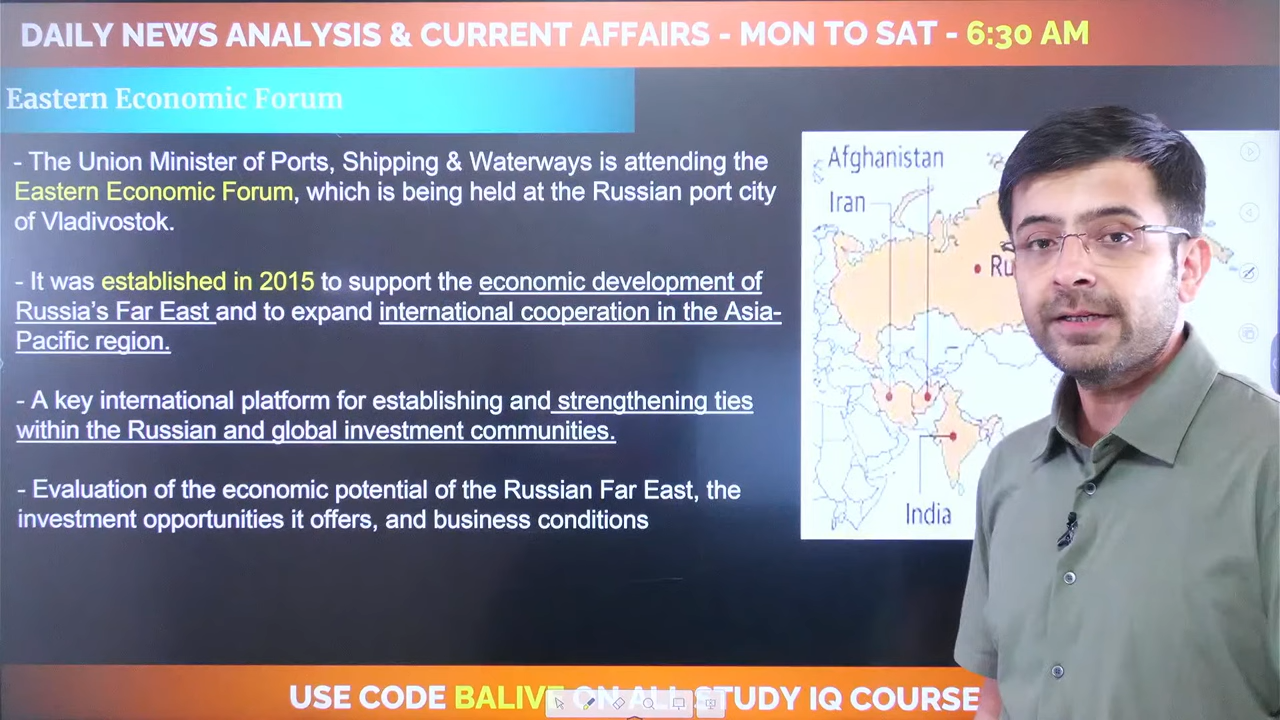 DAILY NEWS ANALYSIS & CURRENT AFFAIRS - MON TO SAT - 6:30 AM
Eastern Economic Forum
- The Union Minister of Ports, Shipping & Waterways is attending the
Eastern Economic Forum, which is being held at the Russian port city
of Vladivostok.
- It was established in 2015 to support the economic development of
Russia's Far East and to expand international cooperation in the Asia-
Pacific region.
- A key international platform for establishing and strengthening ties
within the Russian and global investment communities.
- Evaluation of the economic potential of the Russian Far East, the
investment opportunities it offers, and business conditions
Afghanistan
Iran
Ru
India
USE CODE BALIVE ON ALL STUDY IQ COURSE